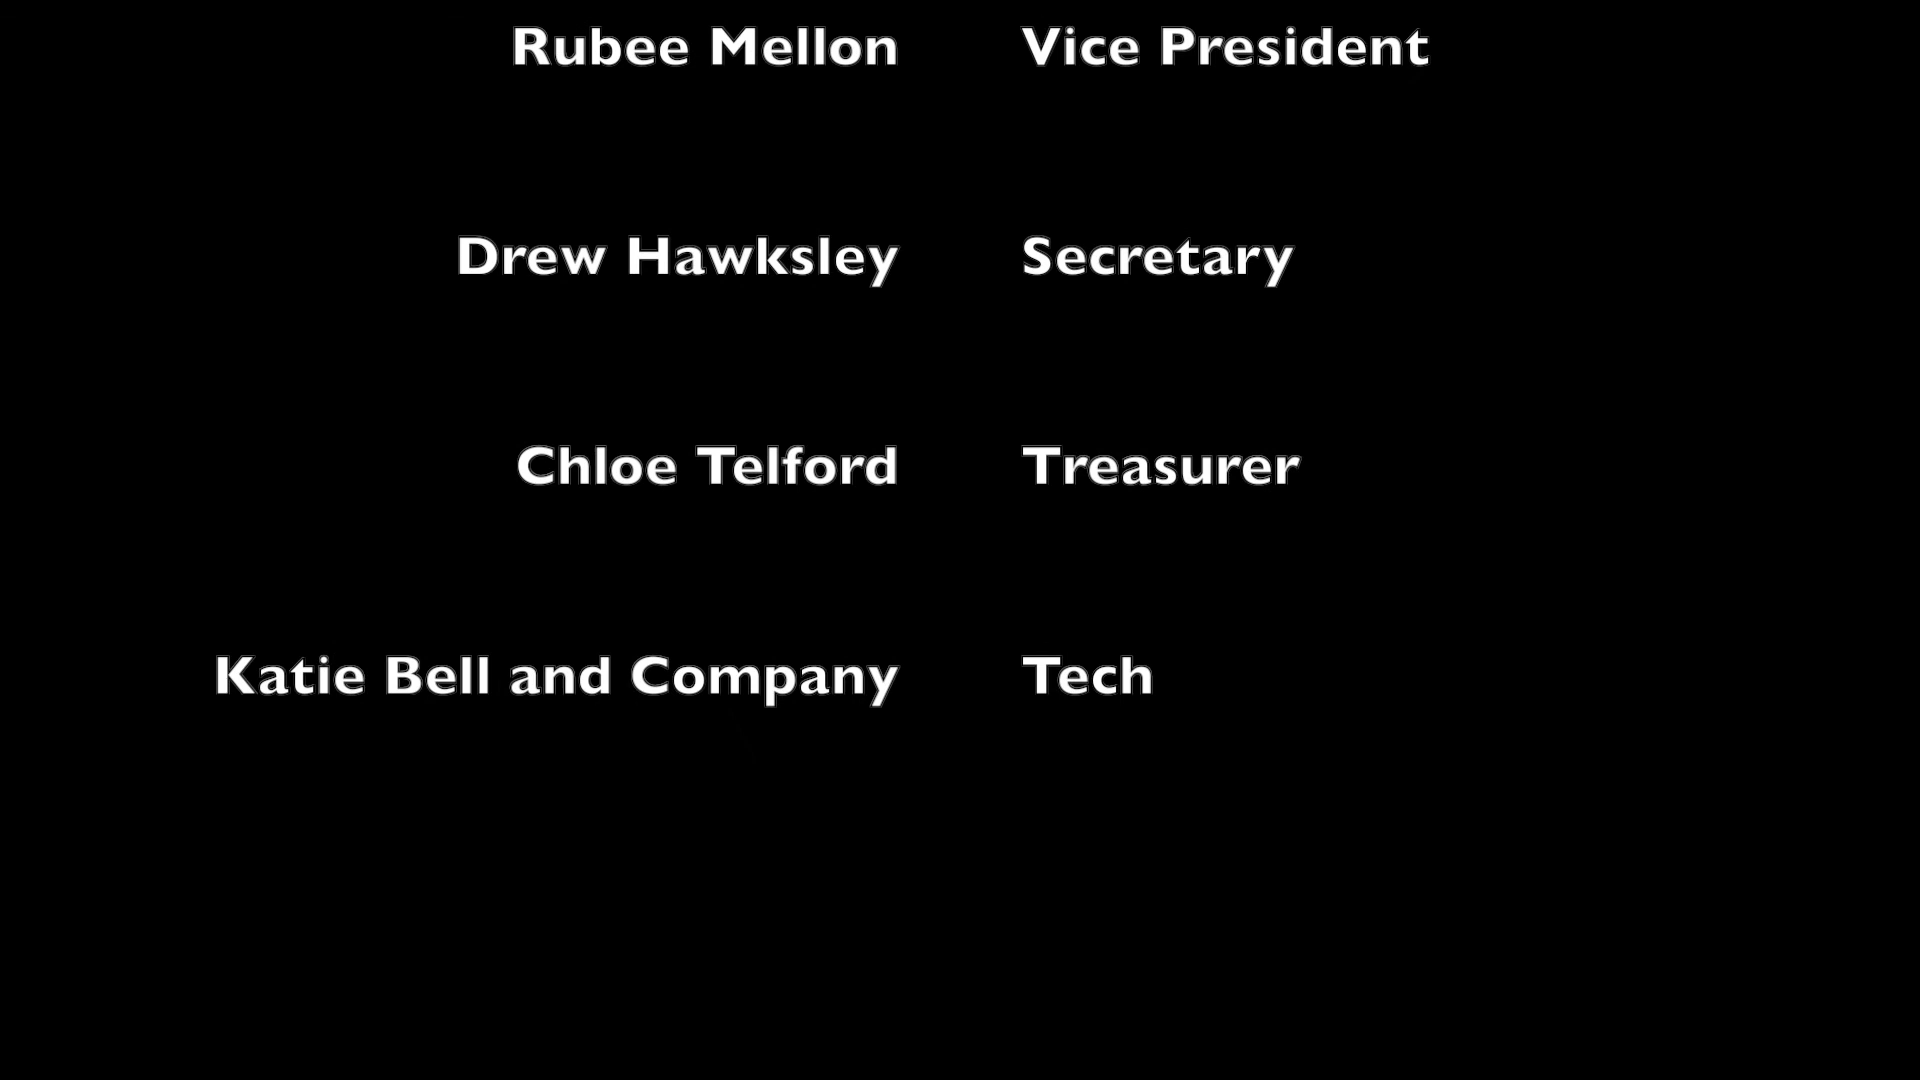 Rubee Mellon Vice President
Drew Hawksley Secretary
Chloe Telford Treasurer
Katie Bell and Company Tech